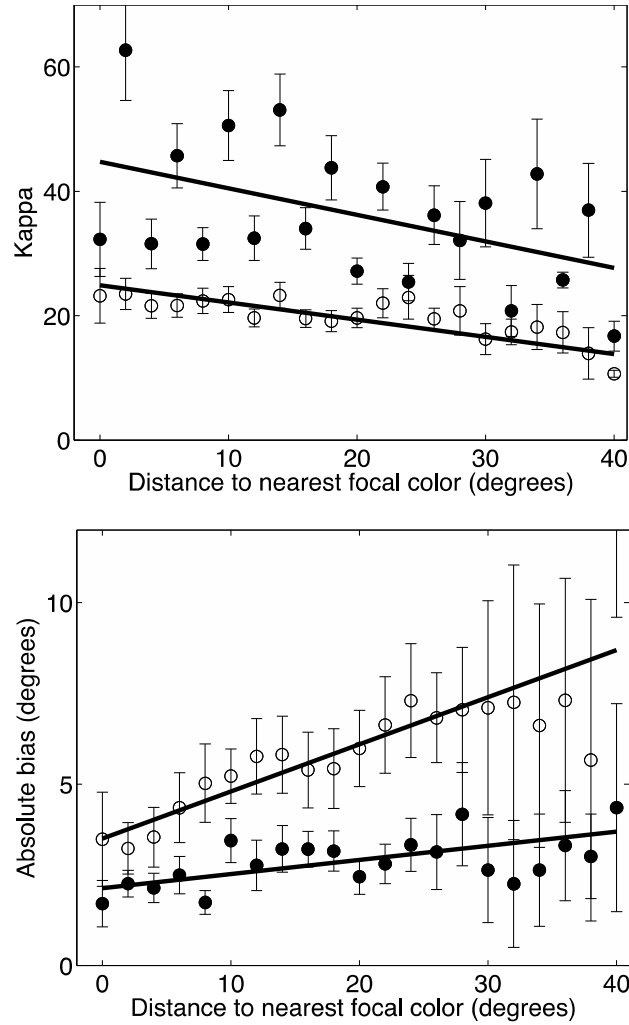 60
40
20
0
Kappa
0 10 20 30 40
Distance to nearest focal color (degrees)
10
5
0
Absolute bias (degrees)
0 10 20 30 40
Distance to nearest focal color (degrees)